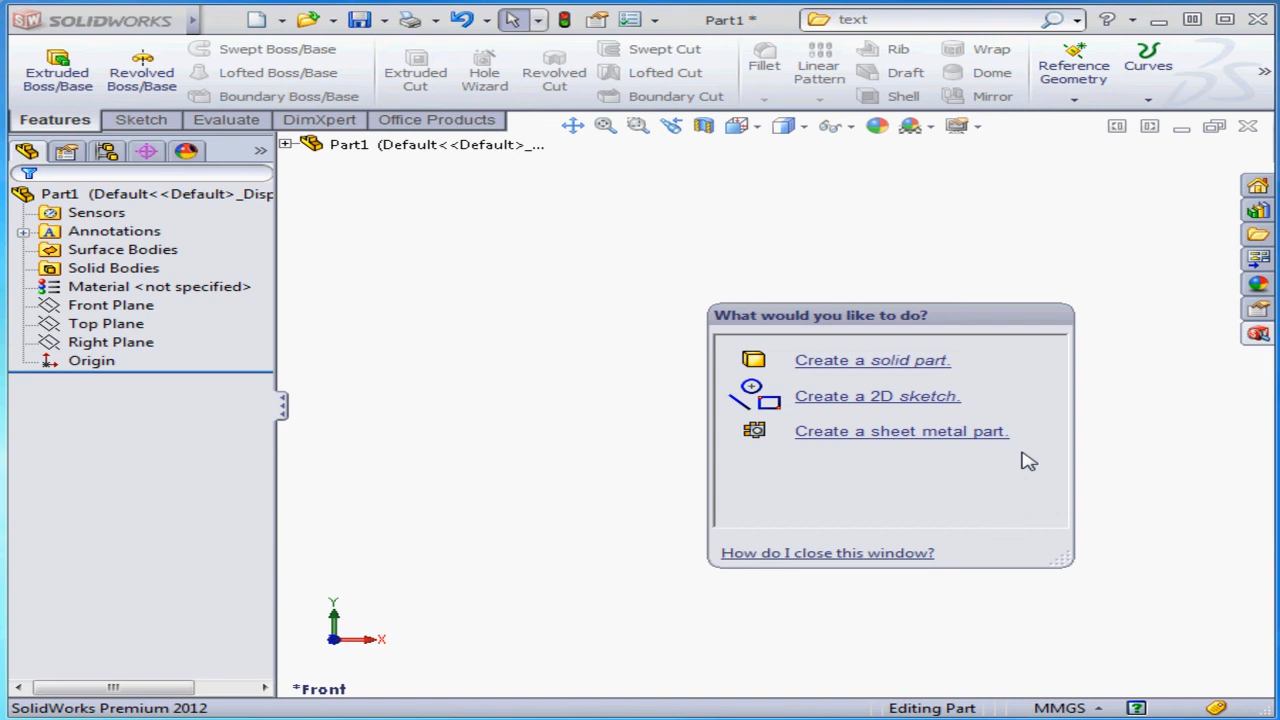 SOLIDWORKS
Part1 *
text
Extruded Boss/Base
Revolved Boss/Base
Swept Boss/Base
Lofted Boss/Base
Boundary Boss/Base
Extruded Cut
Hole Wizard
Revolved Cut
Swept Cut
Lofted Cut
Boundary Cut
Fillet
Linear Pattern
Rib
Draft
Shell
Wrap
Dome
Mirror
Reference Geometry
Curves
Features
Sketch
Evaluate
DimXpert
Office Products
Part1 (Default<<Default>_...
Part1 (Default<<Default>_Disp
Sensors
Annotations
Surface Bodies
Solid Bodies
Material <not specified>
Front Plane
Top Plane
Right Plane
Origin
What would you like to do?
Create a solid part.
Create a 2D sketch.
Create a sheet metal part.
How do I close this window?
Y
X
*Front
SolidWorks Premium 2012
Editing Part
MMGS